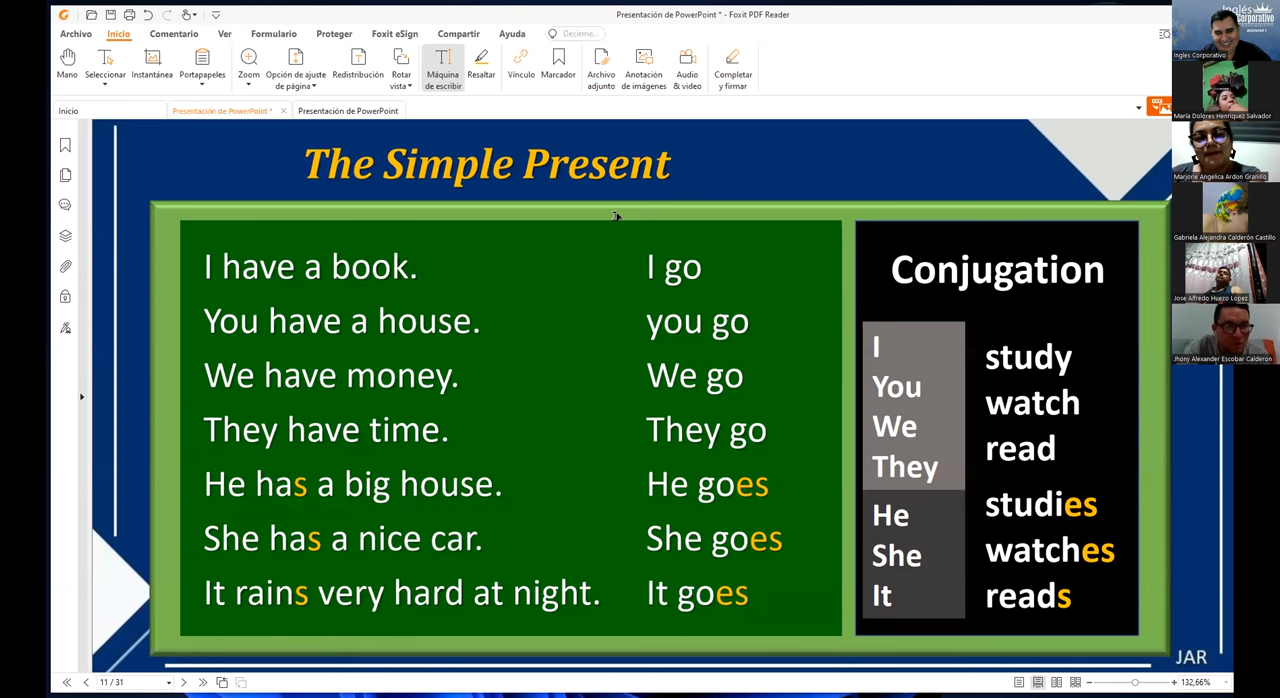 Presentación de PowerPoint * - Foxit PDF Reader
Archivo Inicio Comentario Ver Formulario Proteger Foxit eSign Compartir Ayuda Decirme...
Mano Seleccionar Instantánea Portapapeles Zoom Opción de ajuste de página Redistribución Rotar vista Máquina de escribir Resaltar Vínculo Marcador Archivo adjunto Anotación de imágenes Audio & video Completar y firmar
Inicio Presentación de PowerPoint * Presentación de PowerPoint
The Simple Present
I have a book.
You have a house.
We have money.
They have time.
He has a big house.
She has a nice car.
It rains very hard at night.
I go
you go
We go
They go
He goes
She goes
It goes
Conjugation
I
You
We
They
He
She
It
study
watch
read
studies
watches
reads
JAR
Inglés
Corporativo
Ingles Corporativo
María Dolores Henríquez Salvador
Marjorie Angelica Ardon Granillo
Gabriela Alejandra Calderón Castillo
Jose Alfredo Huezo Lopez
Jhony Alexander Escobar Calderon
11 / 31
132,66%